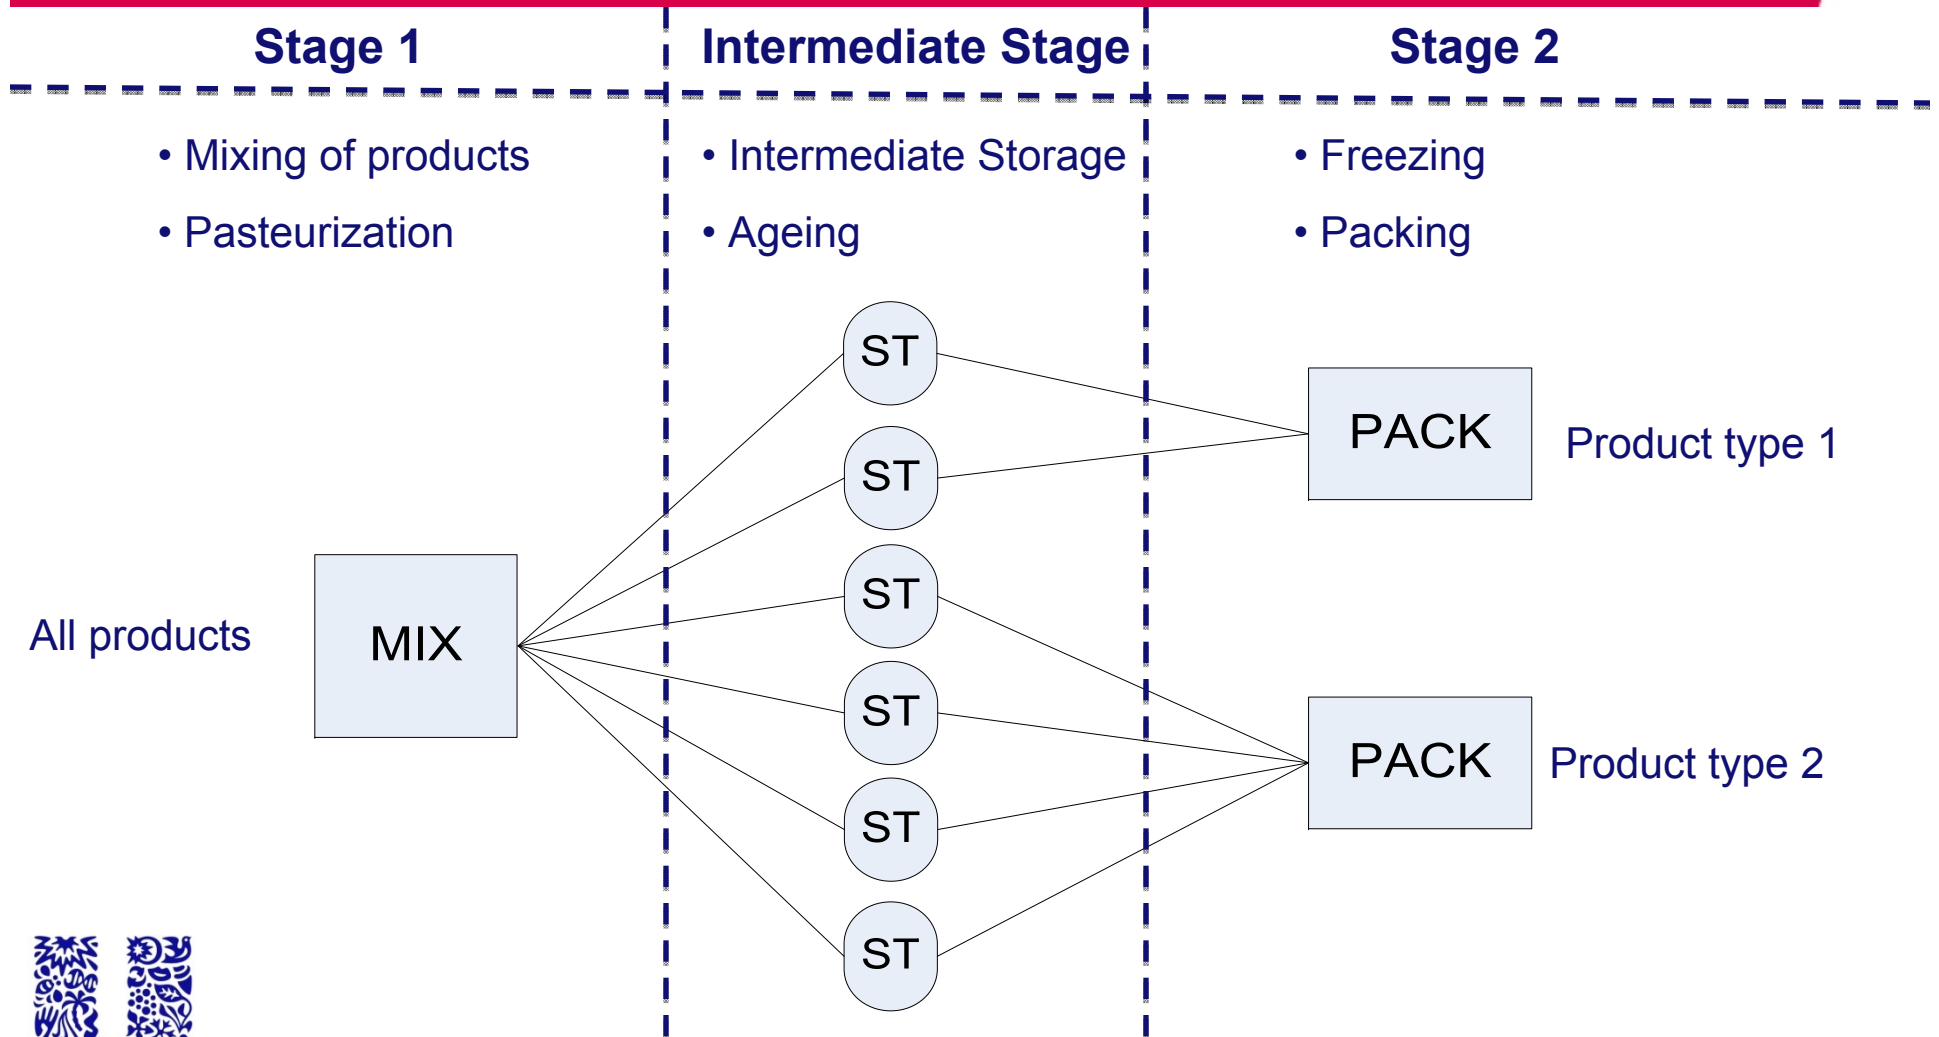 Stage 1
Intermediate Stage
Stage 2
• Mixing of products
• Pasteurization
• Intermediate Storage
• Ageing
• Freezing
• Packing
All products
MIX
ST
ST
ST
ST
ST
ST
PACK
Product type 1
PACK
Product type 2